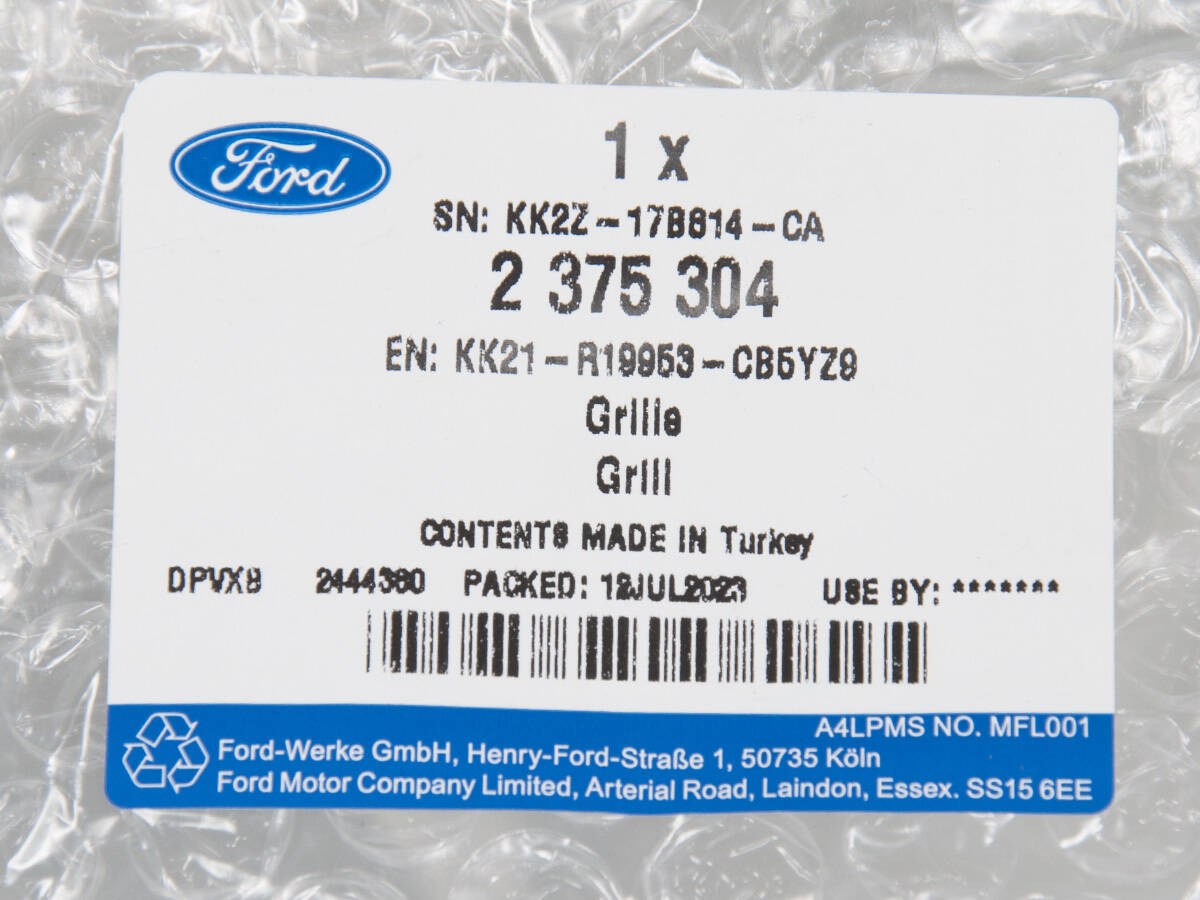 Ford
1 x
SN: KK2Z-17B814-CA
2 375 304
EN: KK21-R19953-CB5YZ9
Grille
Grill
CONTENTS MADE IN Turkey
DPVX8 2444380 PACKED: 12JUL2023 USE BY: *******
A4LPMS NO. MFL001
Ford-Werke GmbH, Henry-Ford-Straße 1, 50735 Köln
Ford Motor Company Limited, Arterial Road, Laindon, Essex. SS15 6EE